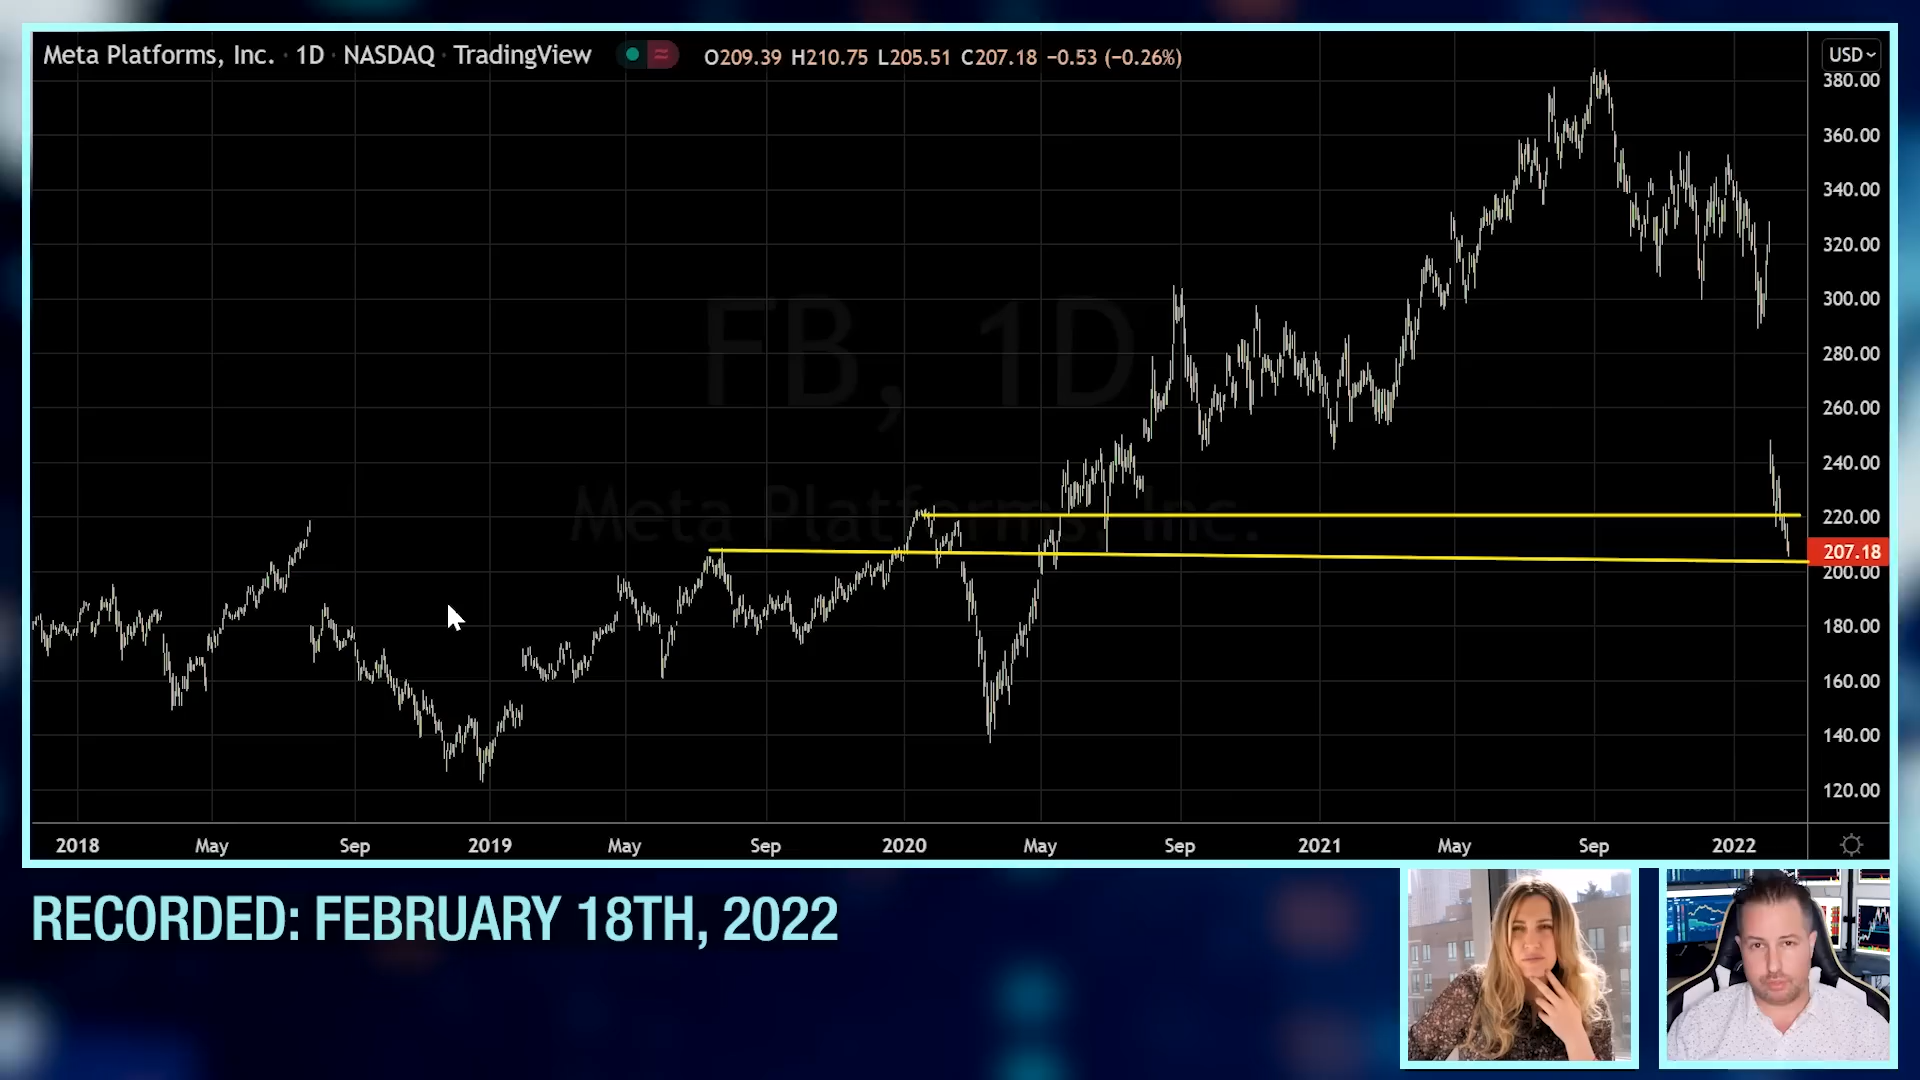 Meta Platforms, Inc. · 1D · NASDAQ · TradingView
O209.39 H210.75 L205.51 C207.18 −0.53 (−0.26%)
USD
380.00
360.00
340.00
320.00
300.00
280.00
260.00
240.00
220.00
207.18
200.00
180.00
160.00
140.00
120.00
FB, 1D
Meta Platforms, Inc.
2018 May Sep 2019 May Sep 2020 May Sep 2021 May Sep 2022
RECORDED: FEBRUARY 18TH, 2022